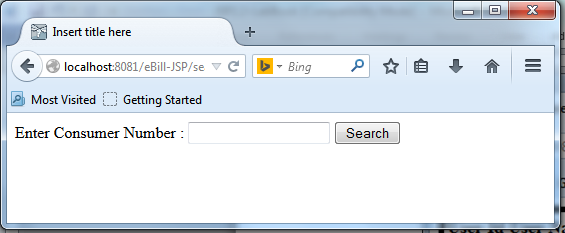 Insert title here
localhost:8081/eBill-JSP/se
Bing
Most Visited
Getting Started
Enter Consumer Number :
Search